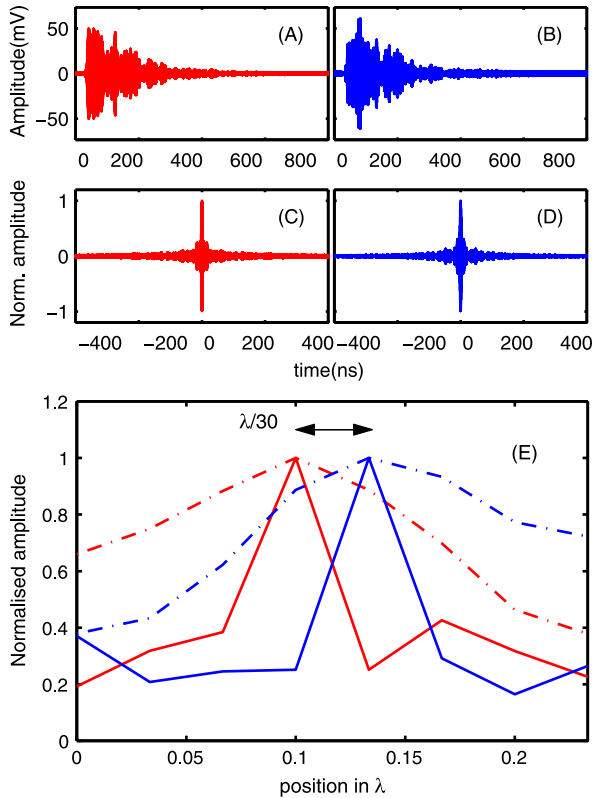 Amplitude(mV)
50
0
−50
(A)
(B)
0 200 400 600 800
0 200 400 600 800
Norm. amplitude
1
0
−1
(C)
(D)
−400 −200 0 200 400
−400 −200 0 200 400
time(ns)
Normalised amplitude
1.2
1
0.8
0.6
0.4
0.2
0
λ/30
(E)
0 0.05 0.1 0.15 0.2
position in λ